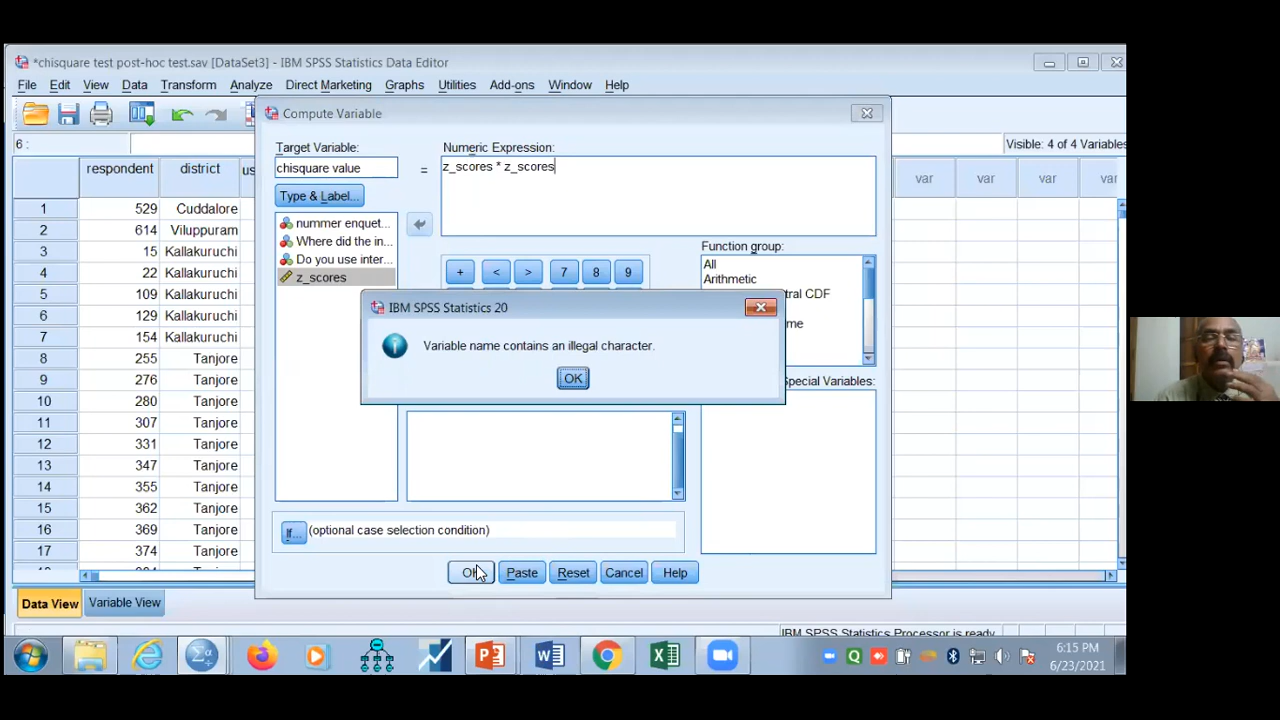 *chisquare test post-hoc test.sav [DataSet3] - IBM SPSS Statistics Data Editor
File Edit View Data Transform Analyze Direct Marketing Graphs Utilities Add-ons Window Help
6 :
Visible: 4 of 4 Variables
respondent district us var var var var
1 529 Cuddalore
2 614 Viluppuram
3 15 Kallakuruchi
4 22 Kallakuruchi
5 109 Kallakuruchi
6 129 Kallakuruchi
7 154 Kallakuruchi
8 255 Tanjore
9 276 Tanjore
10 280 Tanjore
11 307 Tanjore
12 331 Tanjore
13 347 Tanjore
14 355 Tanjore
15 362 Tanjore
16 369 Tanjore
17 374 Tanjore
Data View Variable View
IBM SPSS Statistics Processor is ready
Compute Variable
Target Variable:
chisquare value
=
Numeric Expression:
z_scores * z_scores
Type & Label...
nummer enquet...
Where did the in...
Do you use inter...
z_scores
+ < > 7 8 9
Function group:
All
Arithmetic
tral CDF
me
Special Variables:
If... (optional case selection condition)
OK Paste Reset Cancel Help
IBM SPSS Statistics 20
Variable name contains an illegal character.
OK
6:15 PM
6/23/2021